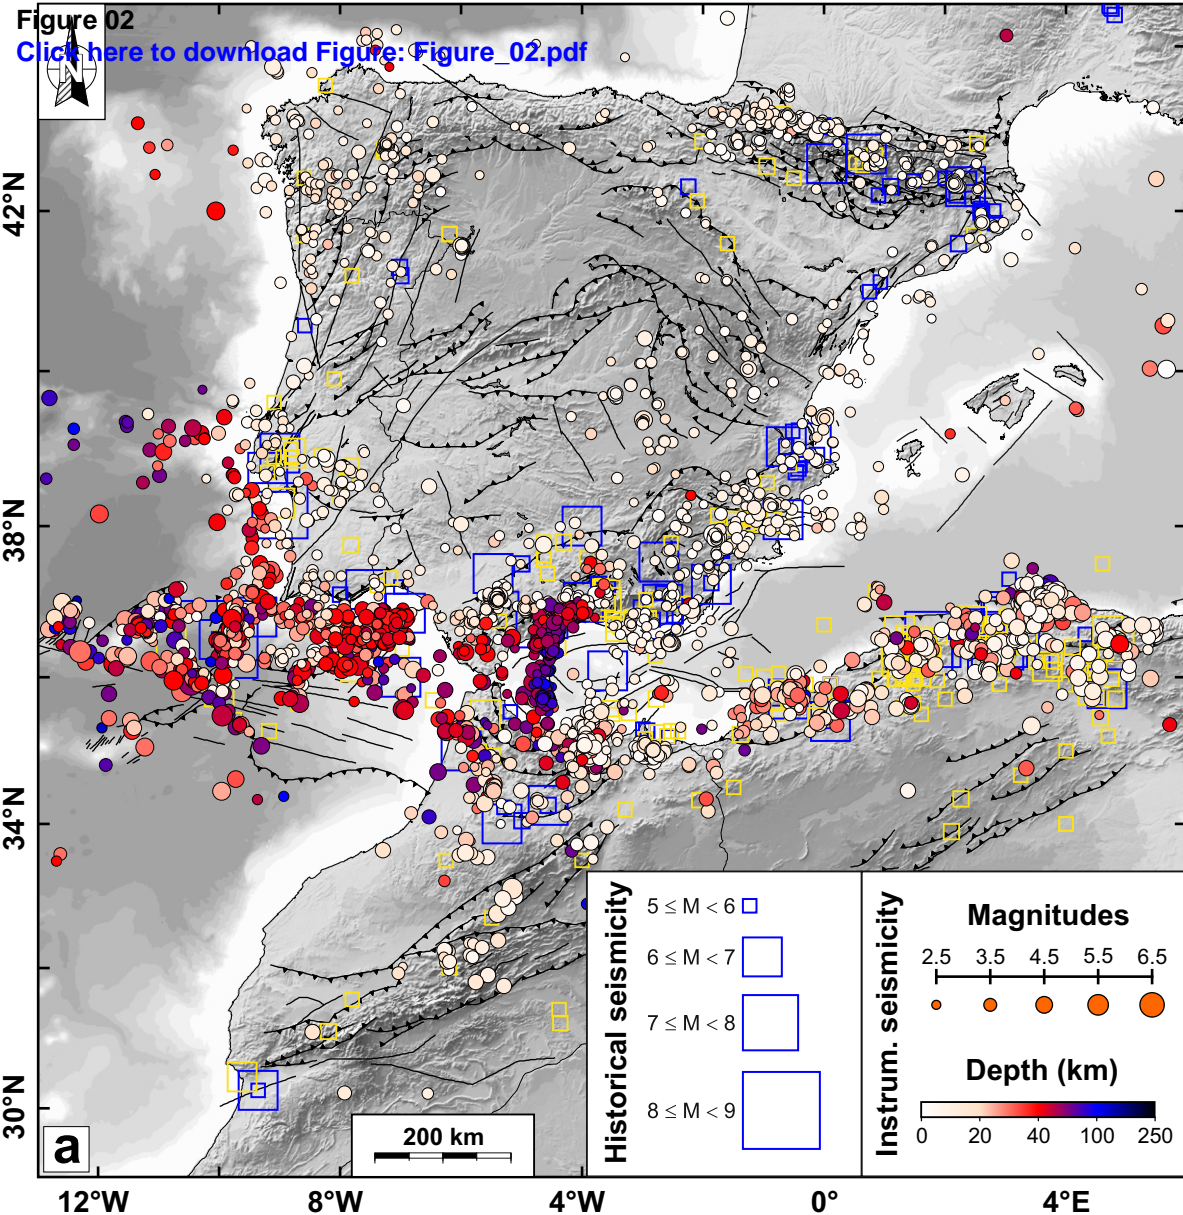 Figure 02
Click here to download Figure: Figure_02.pdf
N
42°N
38°N
34°N
30°N
12°W
8°W
4°W
0°
4°E
a
200 km
Historical seismicity
5 ≤ M < 6
6 ≤ M < 7
7 ≤ M < 8
8 ≤ M < 9
Instrum. seismicity
Magnitudes
2.5 3.5 4.5 5.5 6.5
Depth (km)
0 20 40 100 250